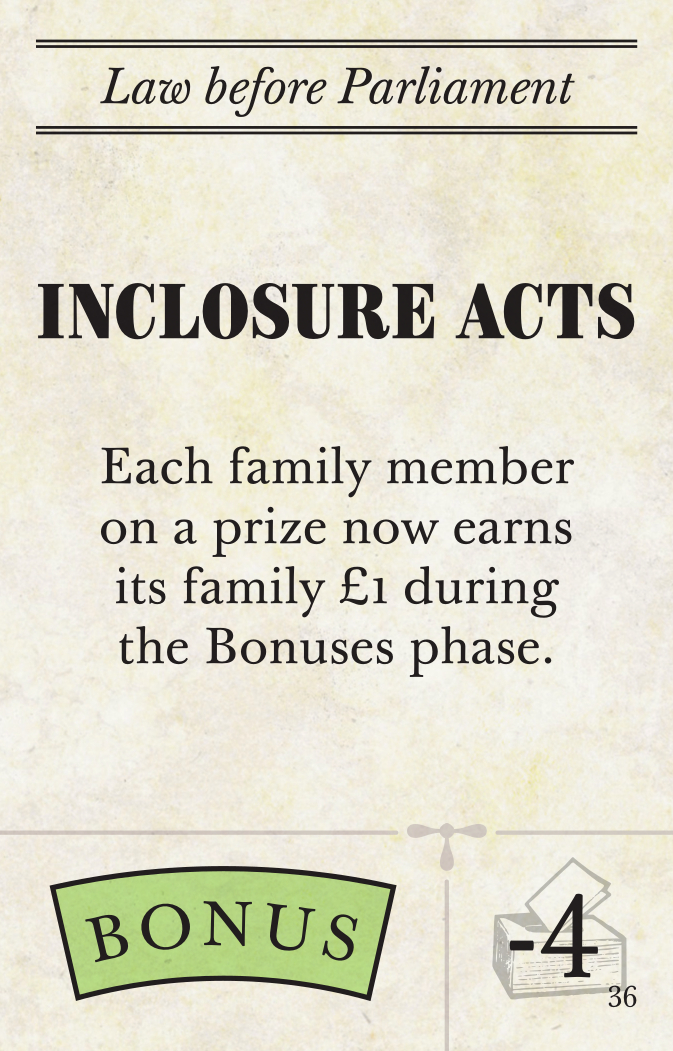 Law before Parliament
INCLOSURE ACTS
Each family member
on a prize now earns
its family £1 during
the Bonuses phase.
BONUS
-4
36